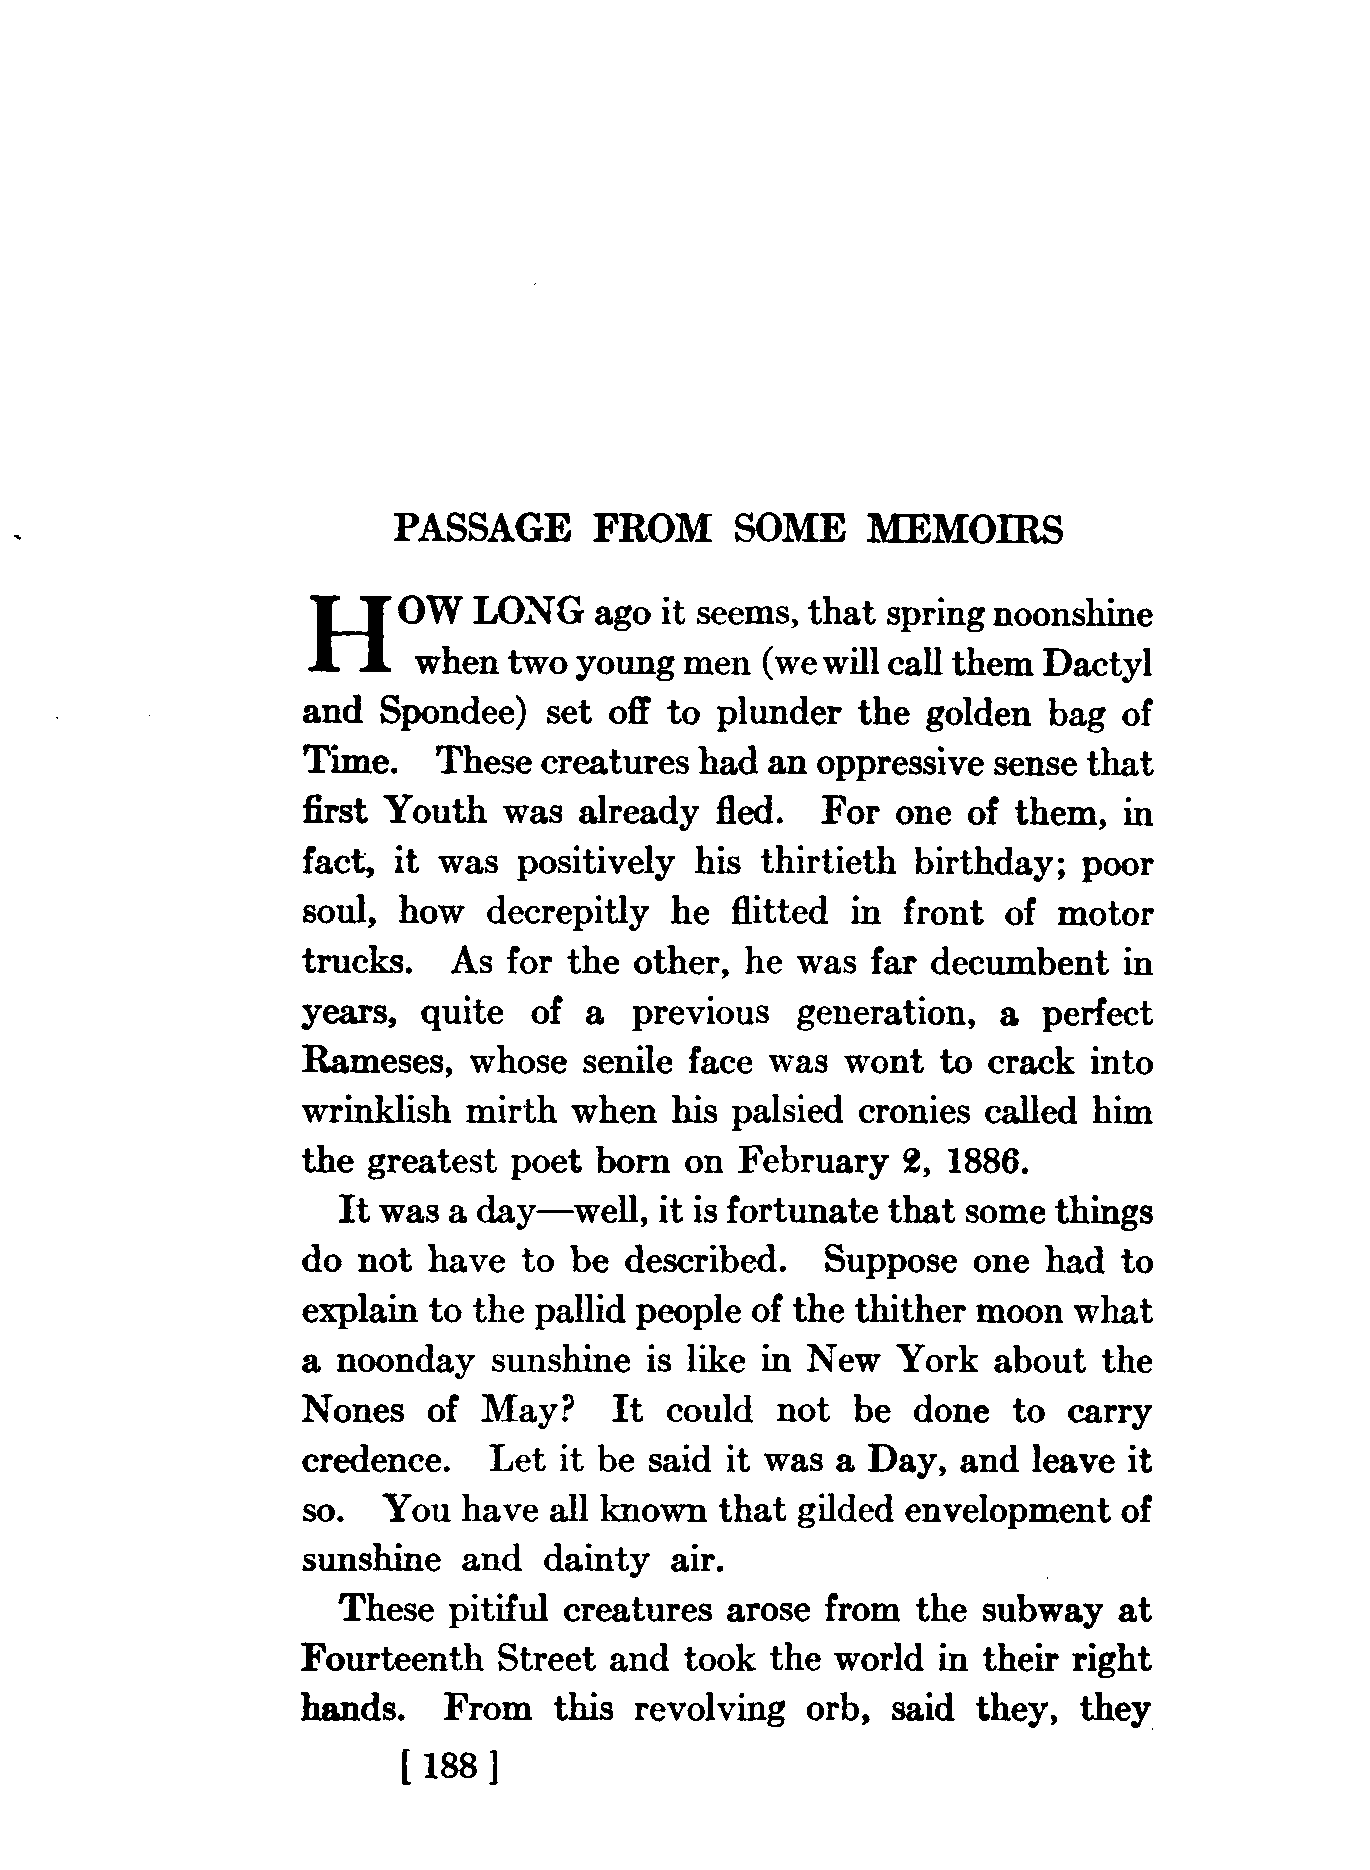 PASSAGE FROM SOME MEMOIRS
HOW LONG ago it seems, that spring noonshine
when two young men (we will call them Dactyl
and Spondee) set off to plunder the golden bag of
Time. These creatures had an oppressive sense that
first Youth was already fled. For one of them, in
fact, it was positively his thirtieth birthday; poor
soul, how decrepitly he flitted in front of motor
trucks. As for the other, he was far decumbent in
years, quite of a previous generation, a perfect
Rameses, whose senile face was wont to crack into
wrinklish mirth when his palsied cronies called him
the greatest poet born on February 2, 1886.
It was a day—well, it is fortunate that some things
do not have to be described. Suppose one had to
explain to the pallid people of the thither moon what
a noonday sunshine is like in New York about the
Nones of May? It could not be done to carry
credence. Let it be said it was a Day, and leave it
so. You have all known that gilded envelopment of
sunshine and dainty air.
These pitiful creatures arose from the subway at
Fourteenth Street and took the world in their right
hands. From this revolving orb, said they, they
[ 188 ]